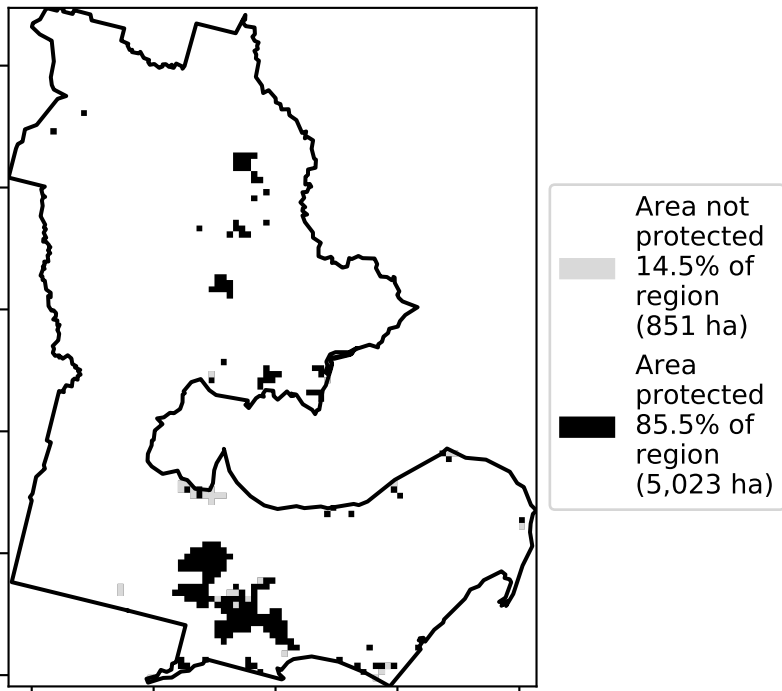 Area not
protected
14.5% of
region
(851 ha)
Area
protected
85.5% of
region
(5,023 ha)